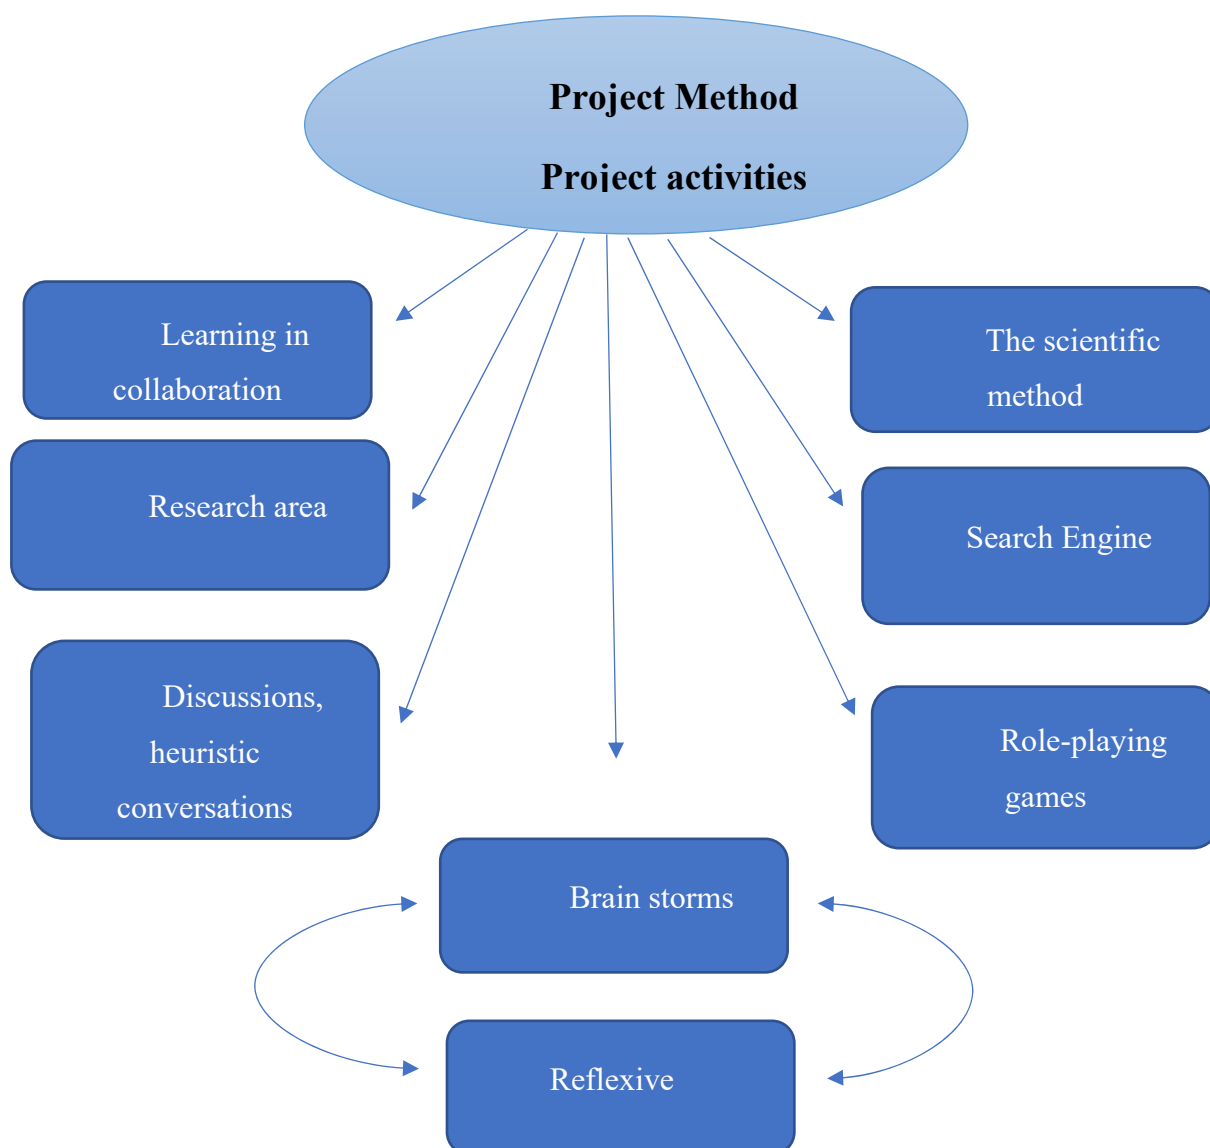 Project Method
Project activities
Learning in
collaboration
The scientific
method
Research area
Search Engine
Discussions,
heuristic
conversations
Role-playing
games
Brain storms
Reflexive